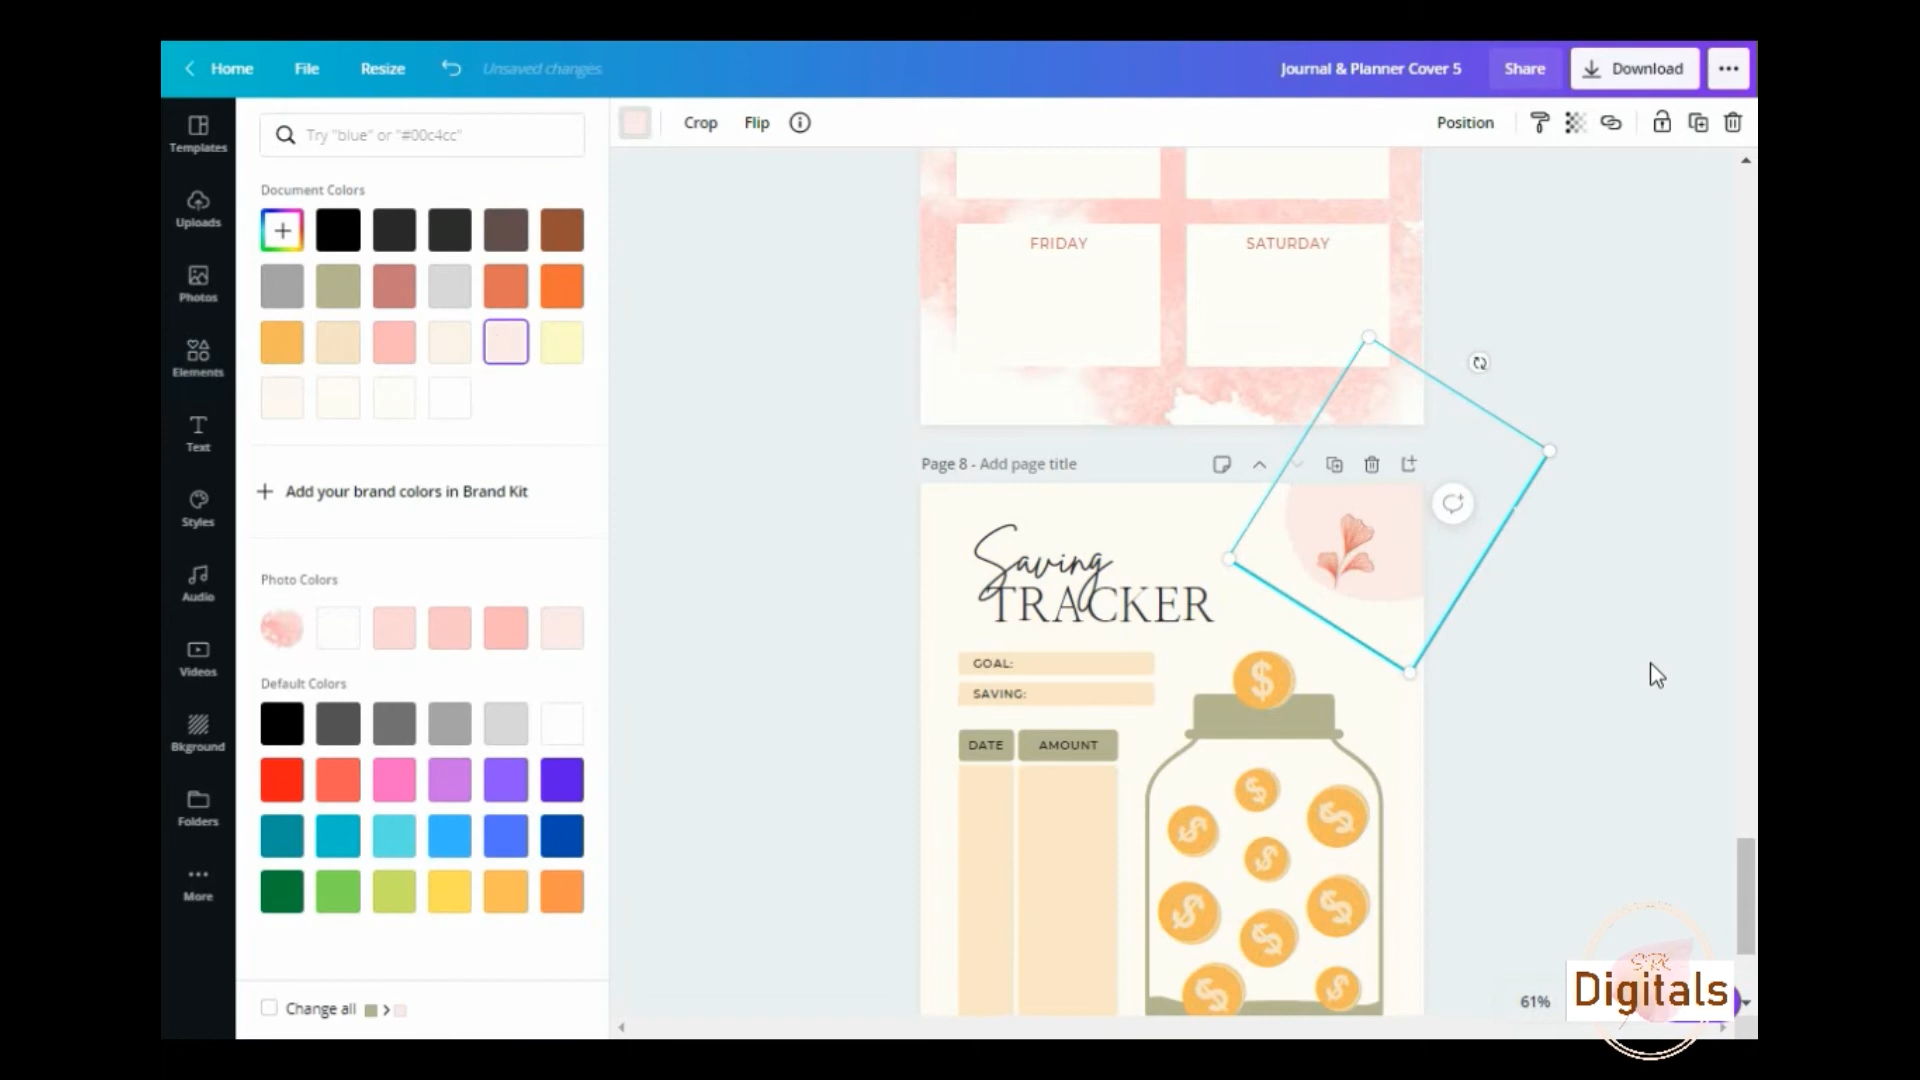 Home File Resize Unsaved changes Journal & Planner Cover 5 Share Download
Try "blue" or "#00c4cc" Crop Flip Position
Templates
Uploads
Photos
Elements
Text
Styles
Audio
Videos
Bkground
Folders
More
Document Colors
+ Add your brand colors in Brand Kit
Photo Colors
Default Colors
Change all
FRIDAY SATURDAY
Page 8 - Add page title
Saving
TRACKER
GOAL:
SAVING:
DATE AMOUNT
$
$ $ $ $ $ $ $ $ $
61%
Digitals